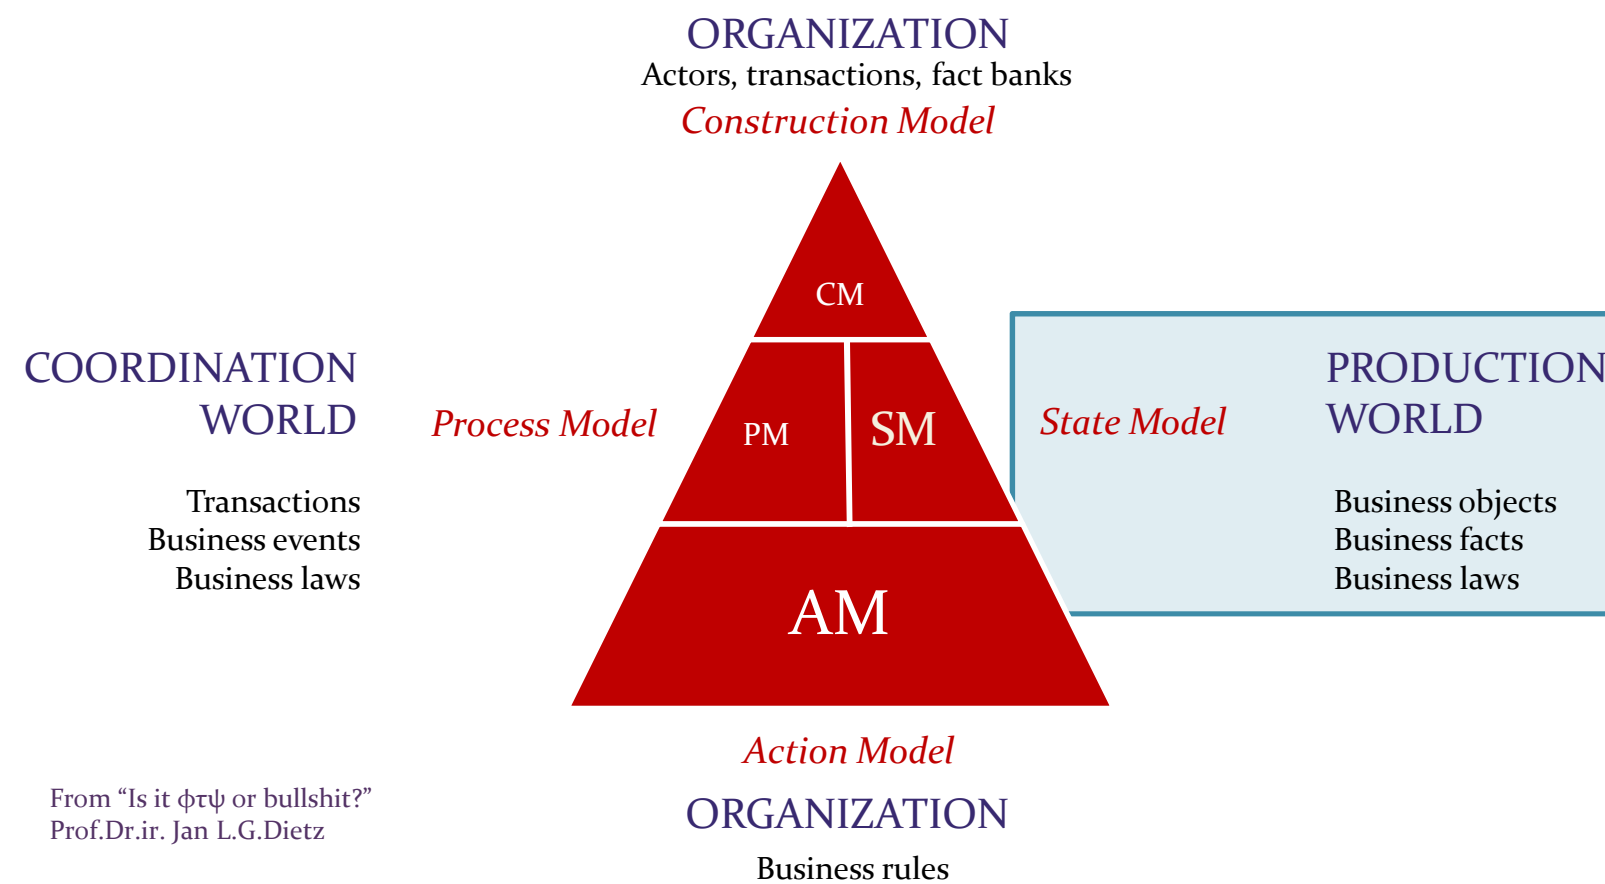 ORGANIZATION
Actors, transactions, fact banks
Construction Model
CM
COORDINATION
WORLD
Process Model
PM
SM
State Model
PRODUCTION
WORLD
Transactions
Business events
Business laws
Business objects
Business facts
Business laws
AM
Action Model
ORGANIZATION
Business rules
From “Is it φτψ or bullshit?”
Prof.Dr.ir. Jan L.G.Dietz